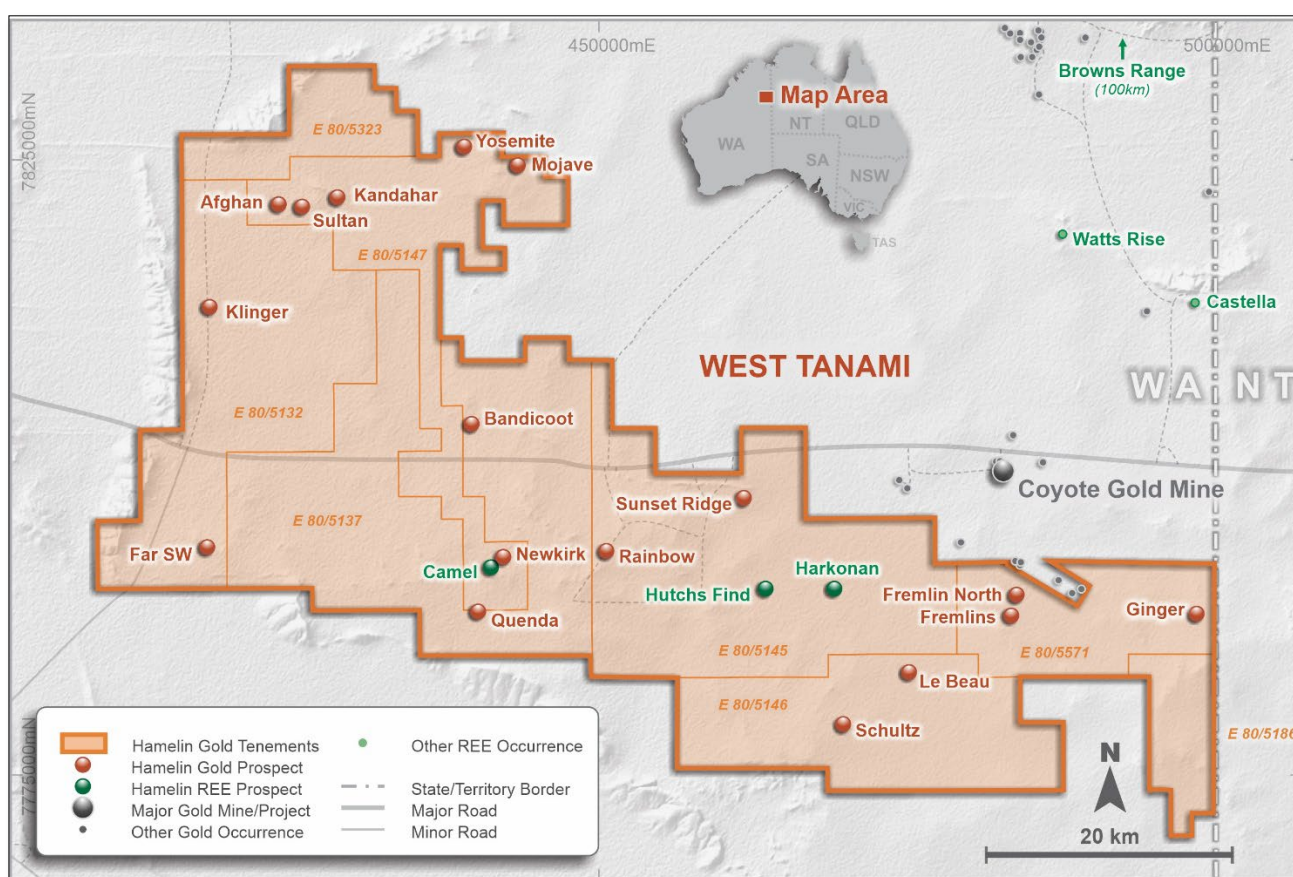 450000mE
500000mE
Browns Range
(100km)
Map Area
WA
NT
QLD
SA
NSW
VIC
TAS
7825000mN
E 80/5323
Yosemite
Mojave
Afghan
Sultan
Kandahar
E 80/5147
Watts Rise
Castella
Klinger
WEST TANAMI
WA NT
E 80/5132
Bandicoot
Sunset Ridge
Coyote Gold Mine
E 80/5137
Far SW
Newkirk
Camel
Rainbow
Quenda
Hutchs Find
Harkonan
Fremlin North
Fremlins
Ginger
E 80/5145
E 80/5571
Le Beau
E 80/5146
Schultz
E 80/5186
7775000mN
Hamelin Gold Tenements
Hamelin Gold Prospect
Hamelin REE Prospect
Major Gold Mine/Project
Other Gold Occurrence
Other REE Occurrence
State/Territory Border
Major Road
Minor Road
N
20 km